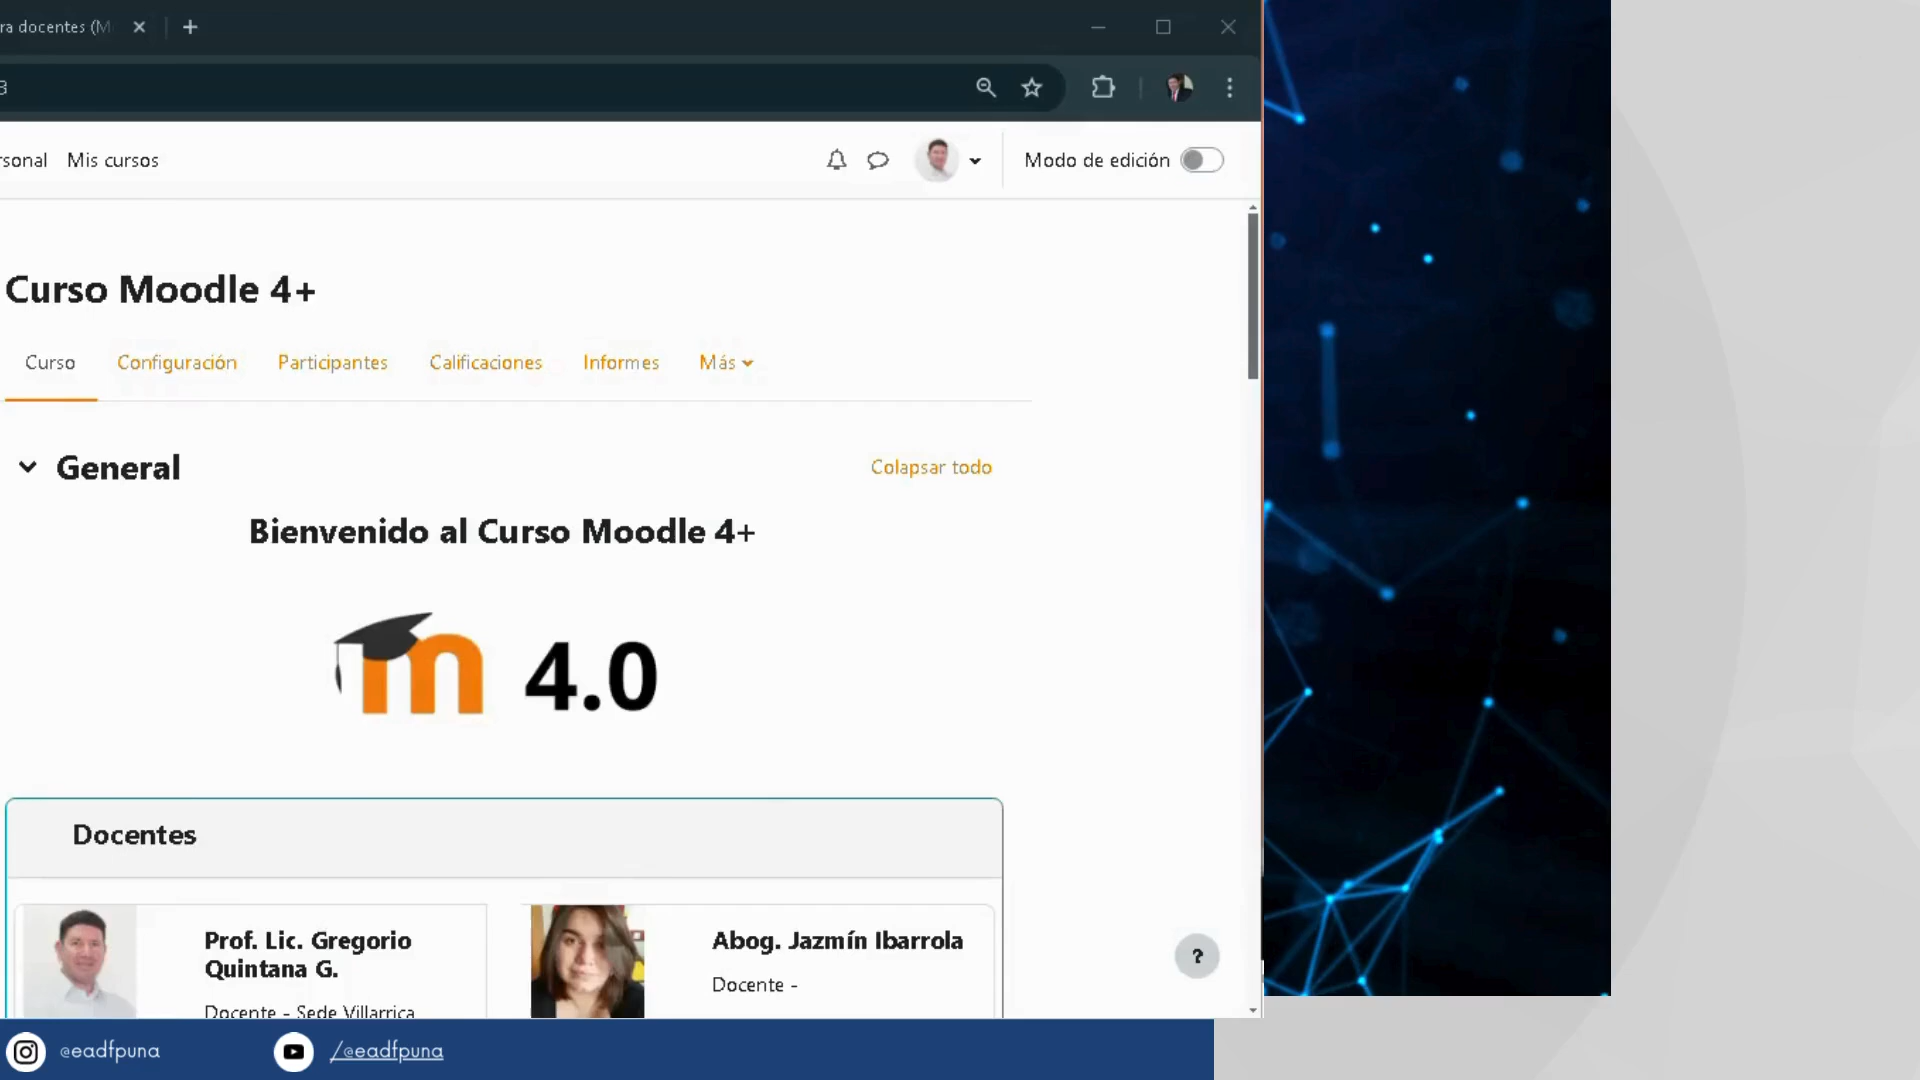 ra docentes (M
3
rsonal Mis cursos
Modo de edición
Curso Moodle 4+
Curso Configuración Participantes Calificaciones Informes Más
General
Colapsar todo
Bienvenido al Curso Moodle 4+
m 4.0
Docentes
Prof. Lic. Gregorio
Quintana G.
Docente - Sede Villarrica
Abog. Jazmín Ibarrola
Docente -
?
@eadfpuna
/@eadfpuna